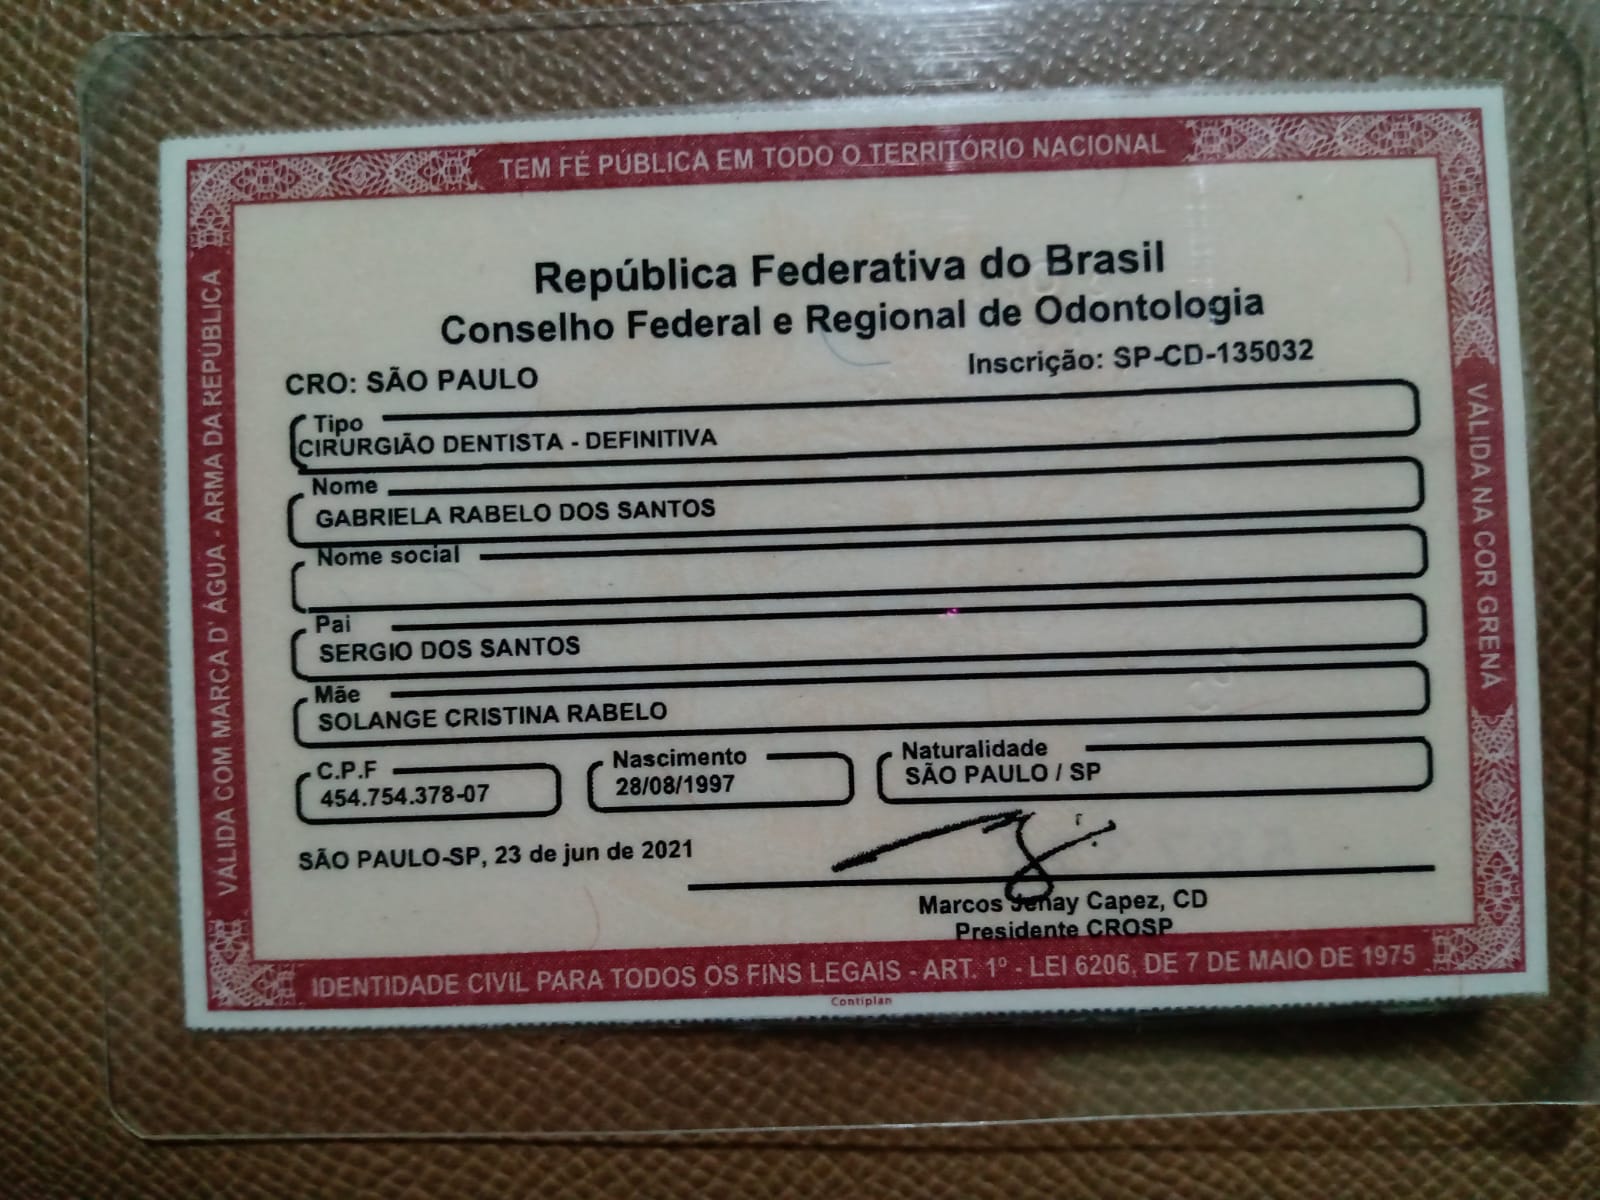 TEM FÉ PÚBLICA EM TODO O TERRITÓRIO NACIONAL
VÁLIDA COM MARCA D' ÁGUA - ARMA DA REPÚBLICA
República Federativa do Brasil
Conselho Federal e Regional de Odontologia
CRO: SÃO PAULO
Inscrição: SP-CD-135032
Tipo
CIRURGIÃO DENTISTA - DEFINITIVA
Nome
GABRIELA RABELO DOS SANTOS
Nome social
Pai
SERGIO DOS SANTOS
Mãe
SOLANGE CRISTINA RABELO
C.P.F
454.754.378-07
Nascimento
28/08/1997
Naturalidade
SÃO PAULO / SP
SÃO PAULO-SP, 23 de jun de 2021
Marcos Jenay Capez, CD
Presidente CROSP
VÁLIDA NA COR GRENÁ
IDENTIDADE CIVIL PARA TODOS OS FINS LEGAIS - ART. 1º - LEI 6206, DE 7 DE MAIO DE 1975
Contiplan